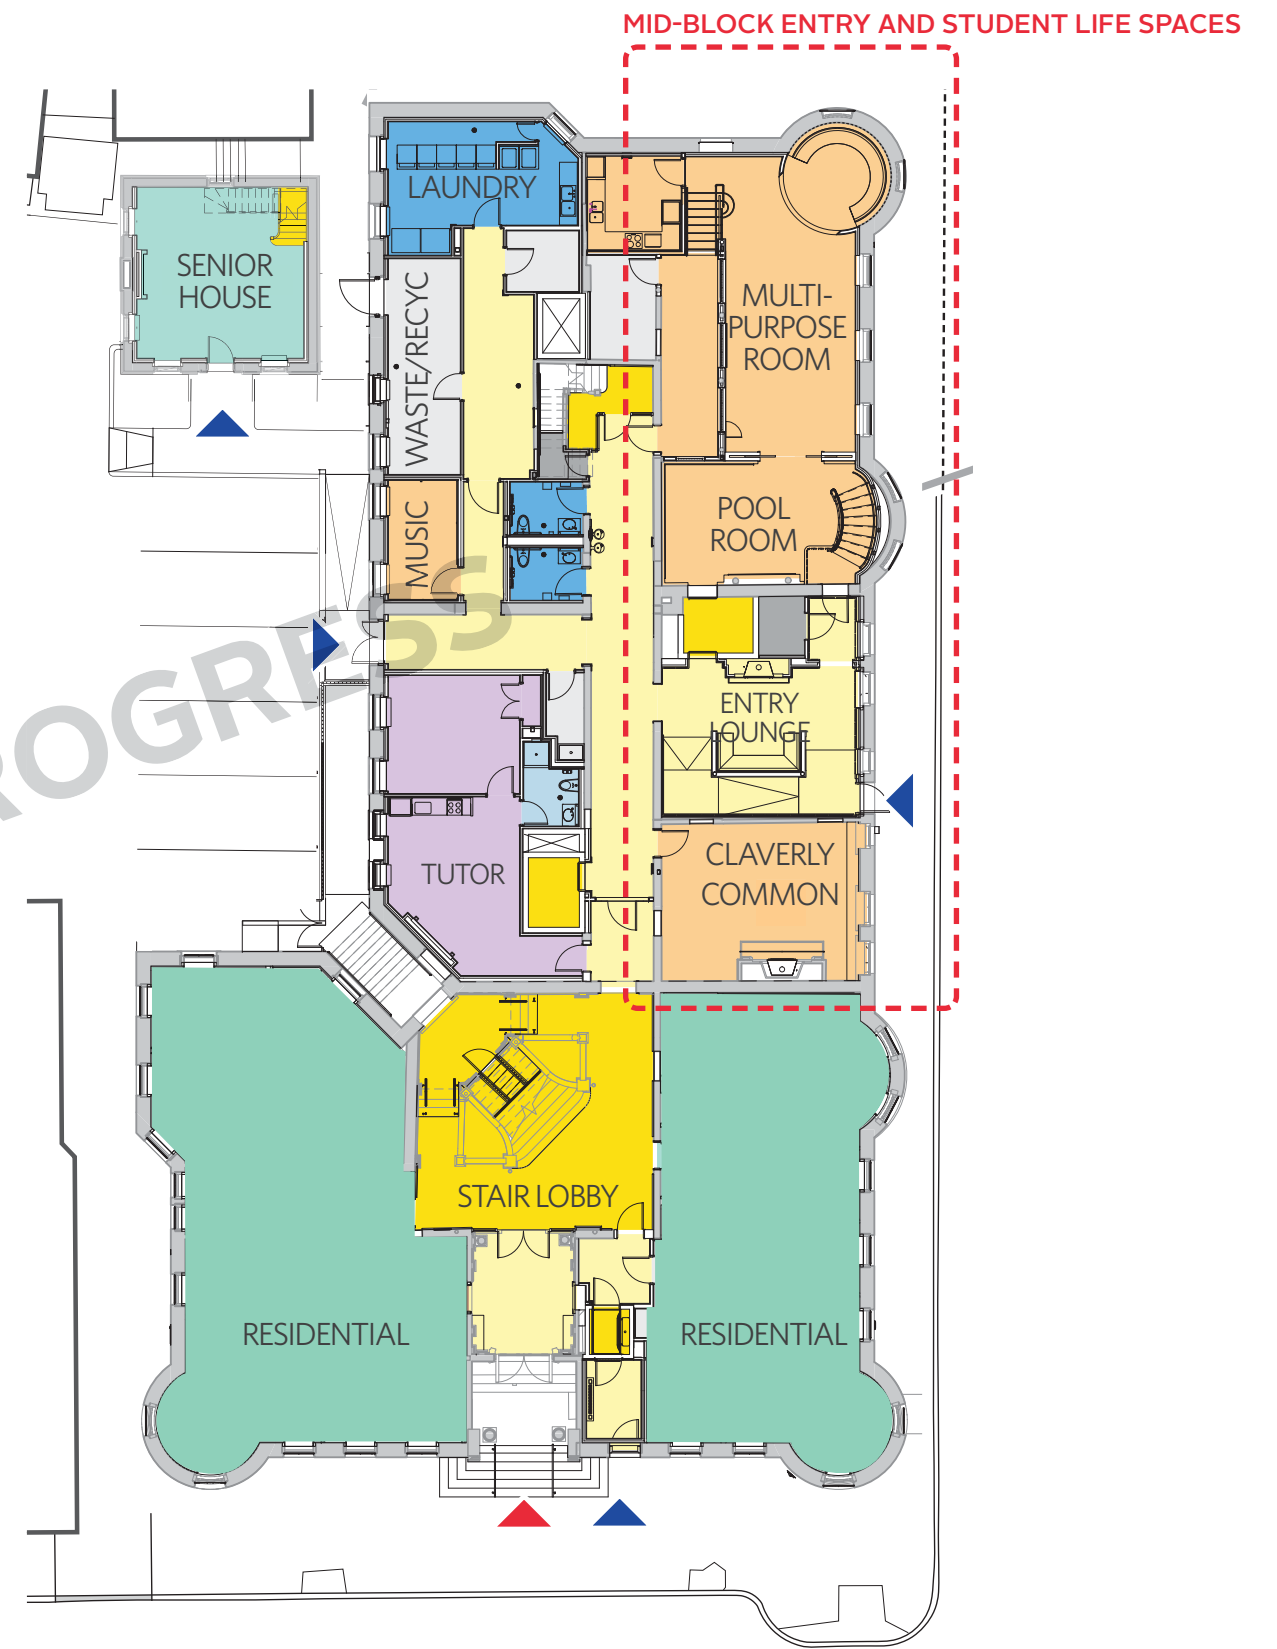 MID-BLOCK ENTRY AND STUDENT LIFE SPACES
LAUNDRY
SENIOR
HOUSE
WASTE/RECYC
MULTI-
PURPOSE
ROOM
MUSIC
POOL
ROOM
ROGRESS
ENTRY
LOUNGE
TUTOR
CLAVERLY
COMMON
STAIR LOBBY
RESIDENTIAL
RESIDENTIAL